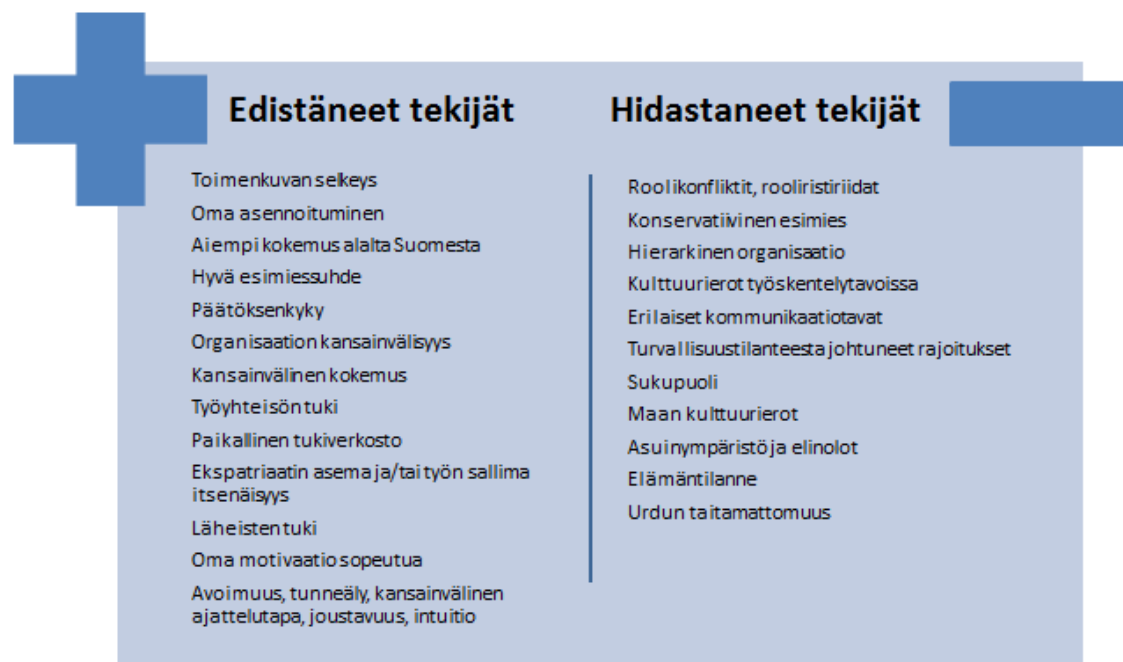 Edistäneet tekijät
Toimenkuvan selkeys
Oma asennoituminen
Aiempi kokemus alalta Suomesta
Hyvä esimiessuhde
Päätöksenkyky
Organisaation kansainvälisyys
Kansainvälinen kokemus
Työyhteisön tuki
Paikallinen tukiverkosto
Ekspatriaatin asema ja/tai työn sallima
itsenäisyys
Läheisten tuki
Oma motivaatio sopeutua
Avoimuus, tunneäly, kansainvälinen
ajattelutapa, joustavuus, intuitio
Hidastaneet tekijät
Roolikonfliktit, rooliristiriidat
Konservatiivinen esimies
Hierarkinen organisaatio
Kulttuurierot työskentelytavoissa
Erilaiset kommunikaatiotavat
Turvallisuustilanteesta johtuneet rajoitukset
Sukupuoli
Maan kulttuurierot
Asuinympäristö ja elinolot
Elämäntilanne
Urdun taitamattomuus